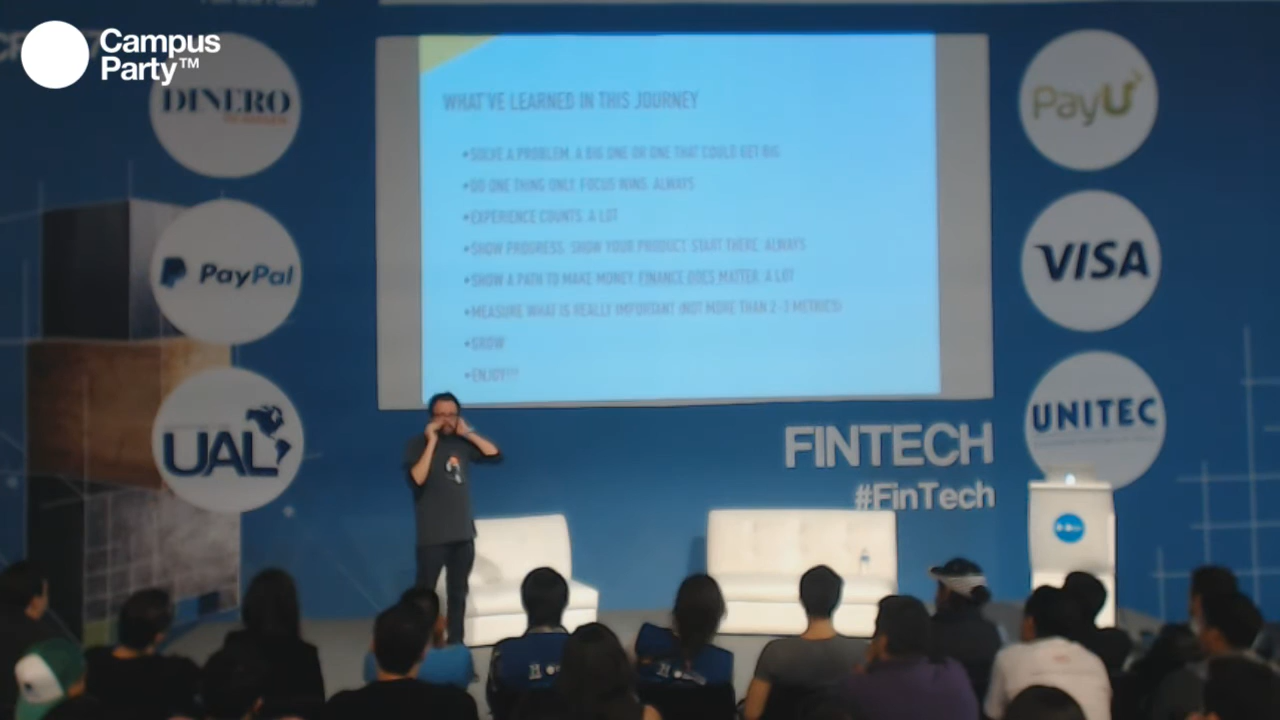 Campus
Party™
DINERO
PayPal
UAL
WHAT'VE LEARNED IN THIS JOURNEY
•SOLVE A PROBLEM. A BIG ONE OR ONE THAT COULD GET BIG
•DO ONE THING ONLY. FOCUS WINS. ALWAYS
•EXPERIENCE COUNTS. A LOT
•SHOW PROGRESS. SHOW YOUR PRODUCT. START THERE. ALWAYS
•SHOW A PATH TO MAKE MONEY. FINANCE DOES MATTER. A LOT
•MEASURE WHAT IS REALLY IMPORTANT (NOT MORE THAN 2-3 METRICS)
•GROW
•ENJOY!!!
PayU
VISA
UNITEC
FINTECH
#FinTech